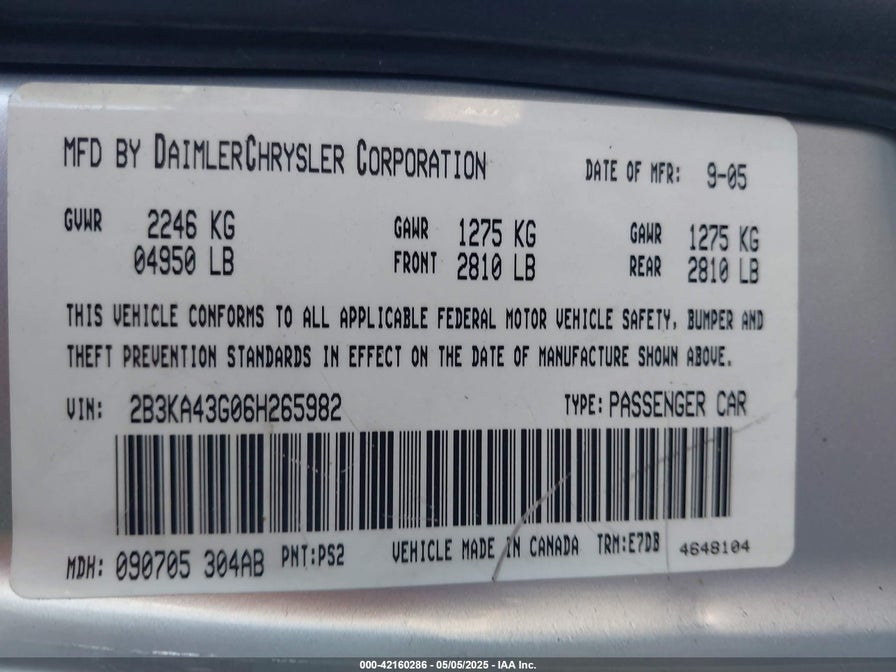 MFD BY DAIMLERCHRYSLER CORPORATION DATE OF MFR: 9-05
GVWR 2246 KG GAWR 1275 KG GAWR 1275 KG
04950 LB FRONT 2810 LB REAR 2810 LB
THIS VEHICLE CONFORMS TO ALL APPLICABLE FEDERAL MOTOR VEHICLE SAFETY, BUMPER AND
THEFT PREVENTION STANDARDS IN EFFECT ON THE DATE OF MANUFACTURE SHOWN ABOVE.
VIN: 2B3KA43G06H265982 TYPE: PASSENGER CAR
MDH: 090705 304AB PNT:PS2 VEHICLE MADE IN CANADA TRM:E7DB 4648104
000-42160286 - 05/05/2025 - IAA Inc.